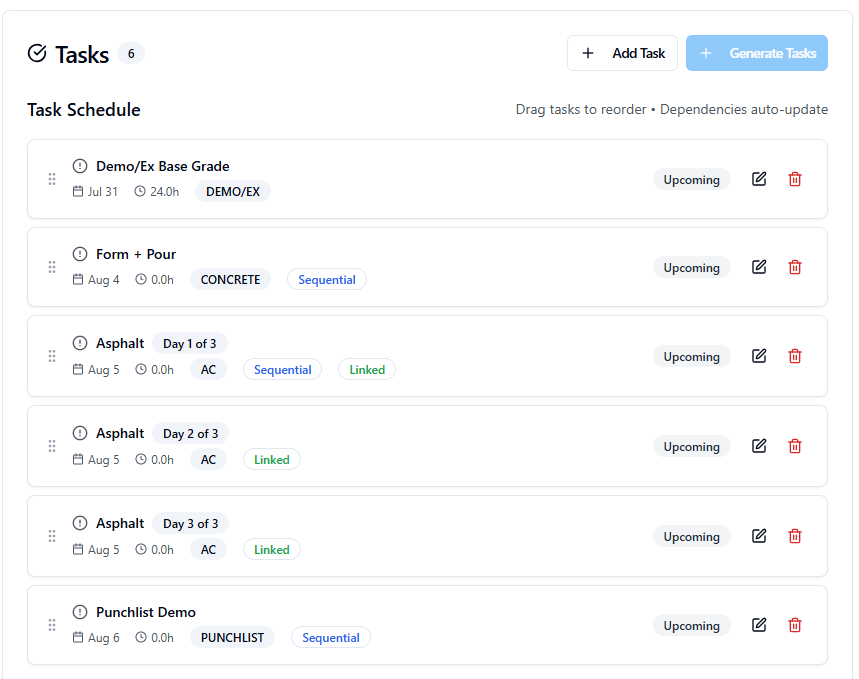 Tasks 6
+ Add Task
+ Generate Tasks
Task Schedule
Drag tasks to reorder • Dependencies auto-update
Demo/Ex Base Grade
Jul 31 24.0h DEMO/EX
Upcoming
Form + Pour
Aug 4 0.0h CONCRETE Sequential
Upcoming
Asphalt Day 1 of 3
Aug 5 0.0h AC Sequential Linked
Upcoming
Asphalt Day 2 of 3
Aug 5 0.0h AC Linked
Upcoming
Asphalt Day 3 of 3
Aug 5 0.0h AC Linked
Upcoming
Punchlist Demo
Aug 6 0.0h PUNCHLIST Sequential
Upcoming